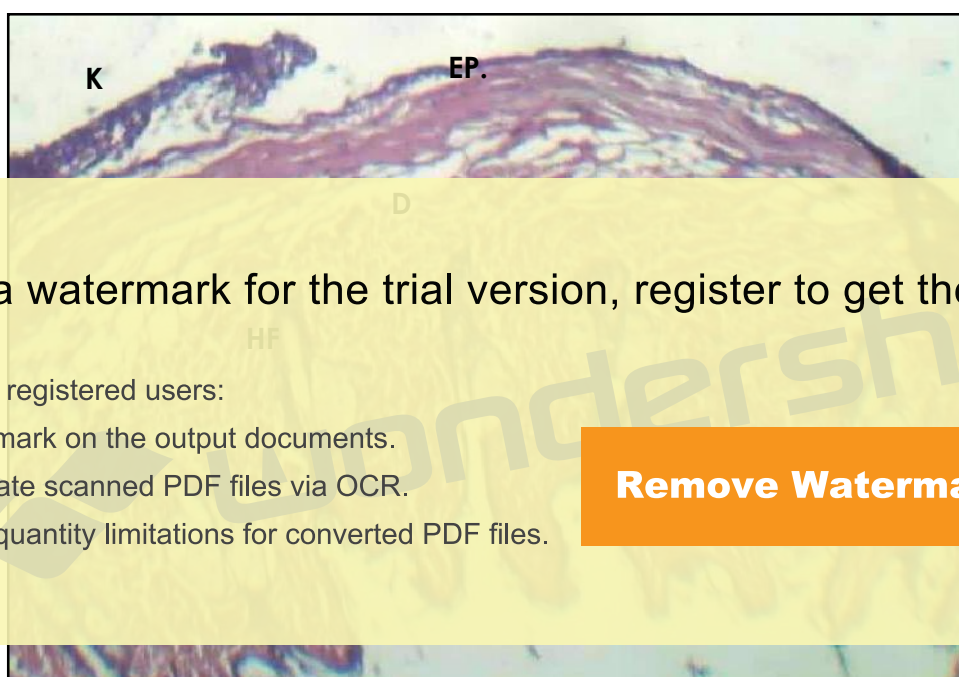 K
EP.
D
a watermark for the trial version, register to get the
HF
registered users:
mark on the output documents.
ate scanned PDF files via OCR.
quantity limitations for converted PDF files.
wondersh
Remove Waterma